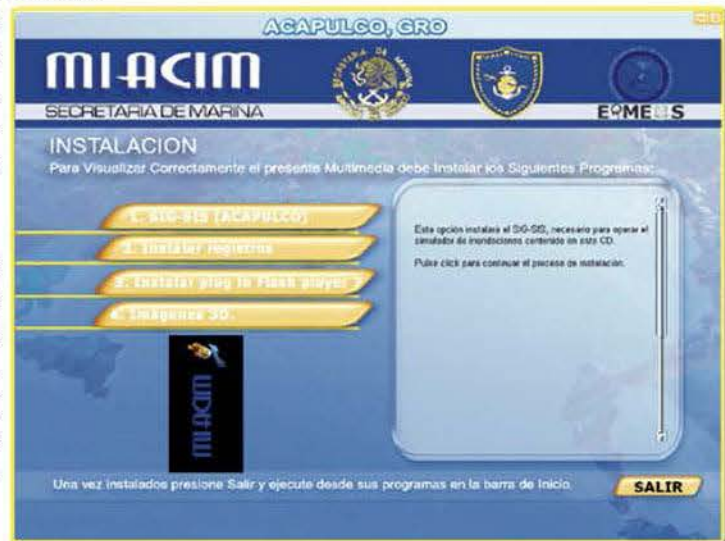 ACAPULCO, GRO
MIACIM
SECRETARIA DE MARINA
INSTALACION
Para Visualizar Correctamente el presente Multimedia debe Instalar los Siguientes Programas:
1. SIG-SIS (ACAPULCO)
2. Instalar registros
3. Instalar plug in Flash player
4. Imágenes 3D.
Esta opción instalará el SIG-SIS, necesario para operar el
simulador de inundaciones contenido en este CD.
Pulse click para continuar el proceso de instalación.
MIACIM
Una vez instalados presione Salir y ejecute desde sus programas en la barra de Inicio.
SALIR